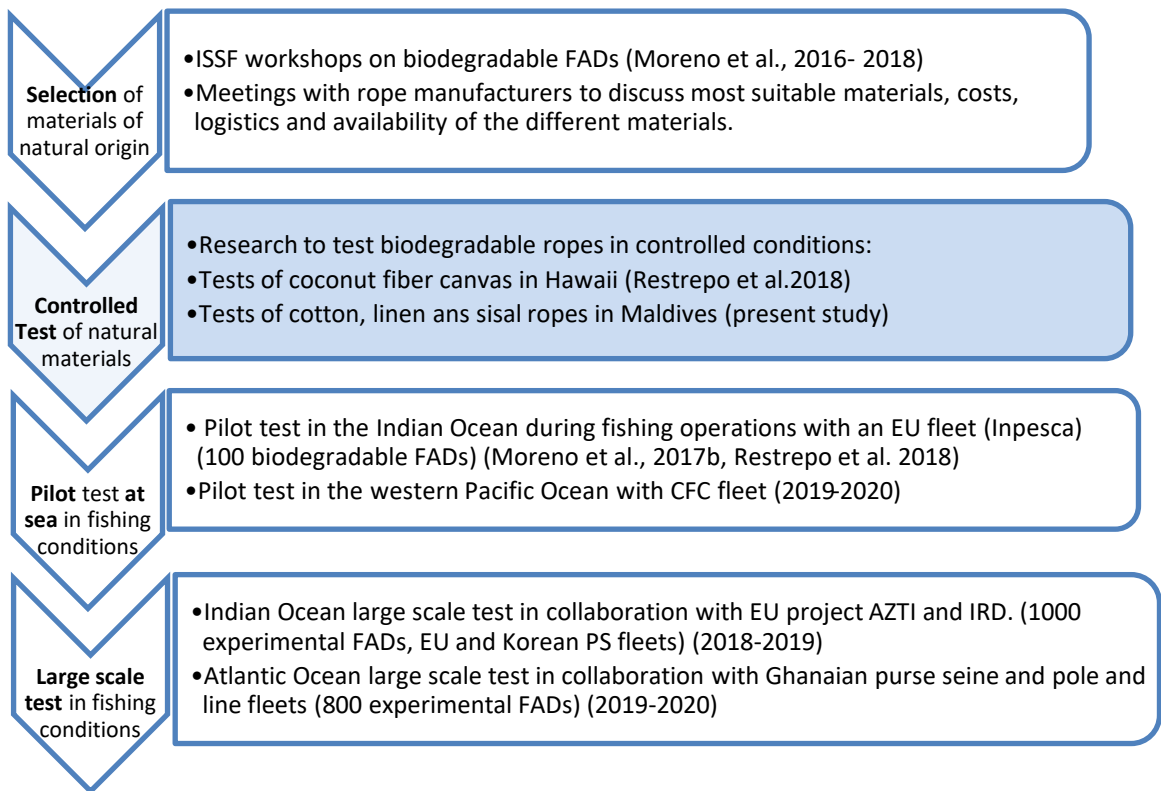 Selection of
materials of
natural origin
•ISSF workshops on biodegradable FADs (Moreno et al., 2016- 2018)
•Meetings with rope manufacturers to discuss most suitable materials, costs,
logistics and availability of the different materials.
Controlled
Test of natural
materials
•Research to test biodegradable ropes in controlled conditions:
•Tests of coconut fiber canvas in Hawaii (Restrepo et al.2018)
•Tests of cotton, linen ans sisal ropes in Maldives (present study)
Pilot test at
sea in fishing
conditions
• Pilot test in the Indian Ocean during fishing operations with an EU fleet (Inpesca)
(100 biodegradable FADs) (Moreno et al., 2017b, Restrepo et al. 2018)
•Pilot test in the western Pacific Ocean with CFC fleet (2019-2020)
Large scale
test in fishing
conditions
•Indian Ocean large scale test in collaboration with EU project AZTI and IRD. (1000
experimental FADs, EU and Korean PS fleets) (2018-2019)
•Atlantic Ocean large scale test in collaboration with Ghanaian purse seine and pole and
line fleets (800 experimental FADs) (2019-2020)